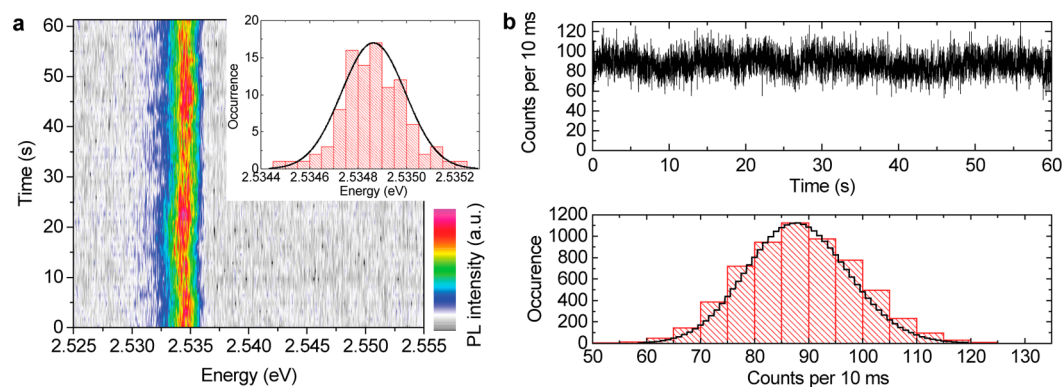 a
Time (s)
60
50
40
30
20
10
0
2.525 2.530 2.535 2.540 2.545 2.550 2.555
Energy (eV)
Occurrence
20
15
10
5
0
2.5344 2.5346 2.5348 2.5350 2.5352
Energy (eV)
PL intensity (a.u.)
b
Counts per 10 ms
120
100
80
60
40
20
0
0 10 20 30 40 50 60
Time (s)
Occurence
1200
1000
800
600
400
200
0
50 60 70 80 90 100 110 120 130
Counts per 10 ms